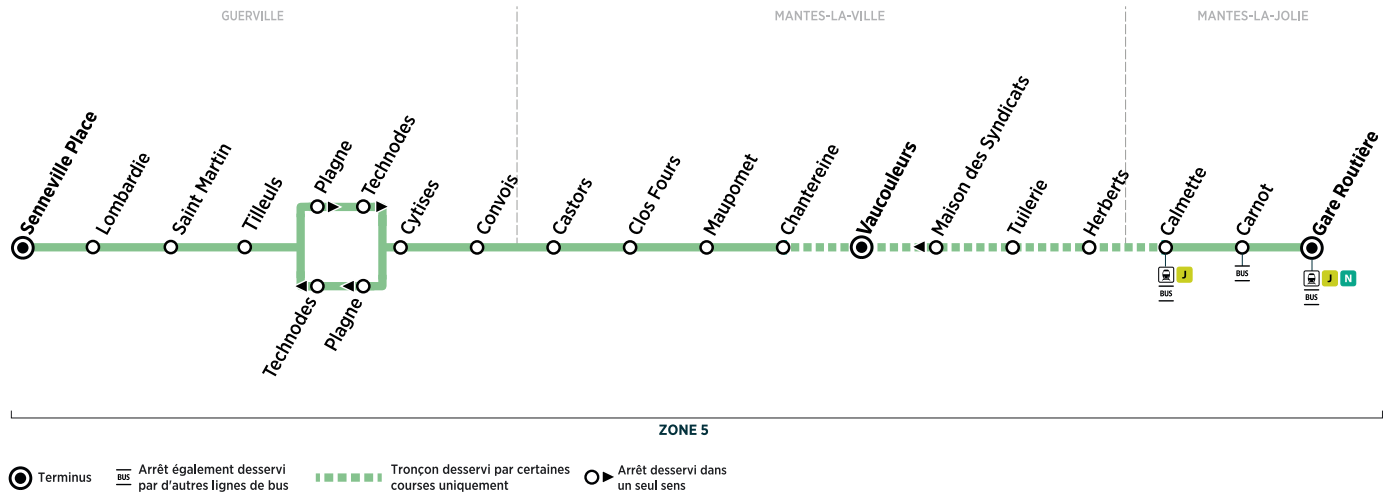 GUERVILLE
MANTES-LA-VILLE
MANTES-LA-JOLIE
Senneville Place
Lombardie
Saint Martin
Tilleuls
Plagne
Technodes
Technodes
Plagne
Cytises
Convois
Castors
Clos Fours
Maupomet
Chantereine
Vaucouleurs
Maison des Syndicats
Tuilerie
Herberts
Calmette
J
BUS
Carnot
BUS
Gare Routière
J N
BUS
ZONE 5
Terminus
BUS
Arrêt également desservi
par d'autres lignes de bus
Tronçon desservi par certaines
courses uniquement
Arrêt desservi dans
un seul sens